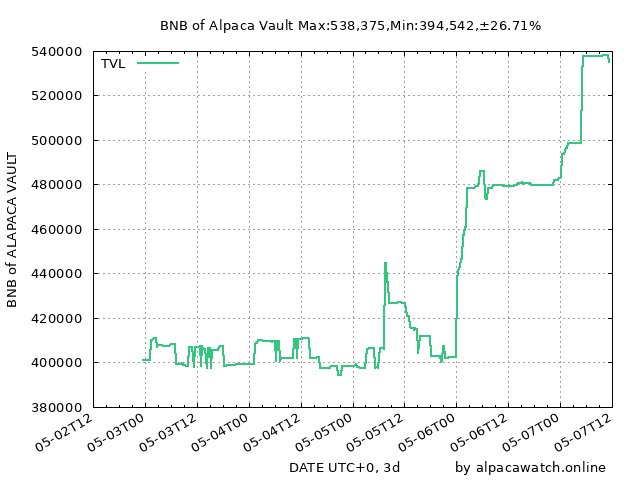 BNB of Alpaca Vault Max:538,375,Min:394,542,±26.71%
TVL
BNB of ALAPACA VAULT
540000
520000
500000
480000
460000
440000
420000
400000
380000
05-02T12
05-03T00
05-03T12
05-04T00
05-04T12
05-05T00
05-05T12
05-06T00
05-06T12
05-07T00
05-07T12
DATE UTC+0, 3d
by alpacawatch.online